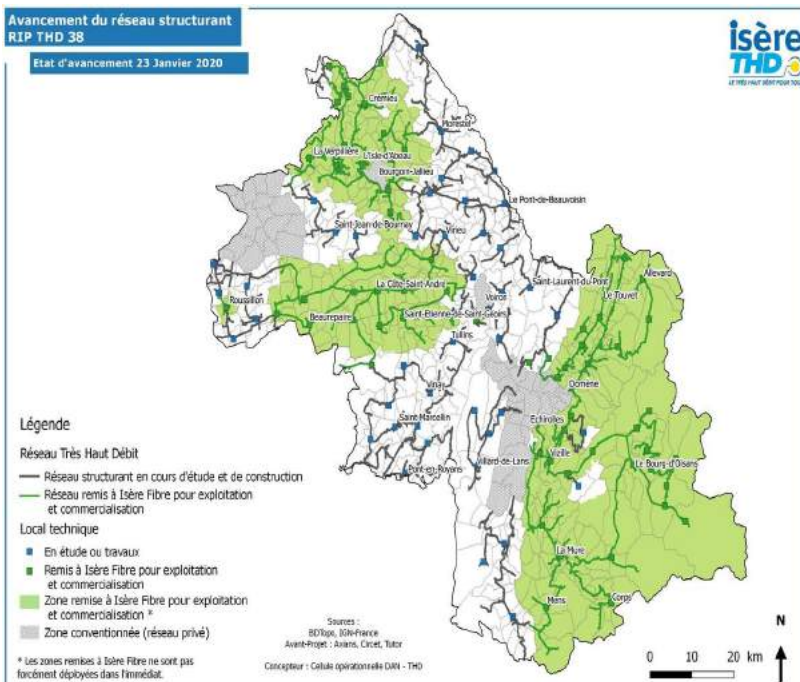 Avancement du réseau structurant
RIP THD 38
Etat d'avancement 23 Janvier 2020
isère
THD
LE TRÈS HAUT DÉBIT POUR TOUS
Crémieu
Morestel
La Verpillière
L'Isle-d'Abeau
Bourgoin-Jallieu
Le Pont-de-Beauvoisin
Saint-Jean-de-Bournay
Virieu
Saint-Laurent-du-Pont
Allevard
La Côte-Saint-André
Le Touvet
Roussillon
Voiron
Beaurepaire
Saint-Etienne-de-Saint-Geoirs
Tullins
Domène
Vinay
Saint-Marcellin
Echirolles
Vizille
Le Bourg-d'Oisans
Villard-de-Lans
Pont-en-Royans
La Mure
Mens
Corps
Légende
Réseau Très Haut Débit
Réseau structurant en cours d'étude et de construction
Réseau remis à Isère Fibre pour exploitation
et commercialisation
Local technique
En étude ou travaux
Remis à Isère Fibre pour exploitation
et commercialisation
Zone remise à Isère Fibre pour exploitation
et commercialisation *
Zone conventionnée (réseau privé)
* Les zones remises à Isère Fibre ne sont pas
forcément déployées dans l'immédiat.
Sources :
BDTopo, IGN-France
Avant-Projet : Axians, Circet, Tutor
Concepteur : Cellule opérationnelle DAN - THD
N
0 10 20 km